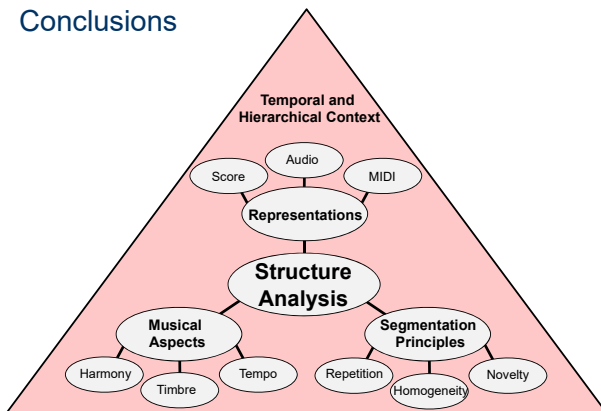 Conclusions
Temporal and
Hierarchical Context
Audio
Score
MIDI
Representations
Structure
Analysis
Musical
Aspects
Segmentation
Principles
Harmony
Timbre
Tempo
Repetition
Homogeneity
Novelty